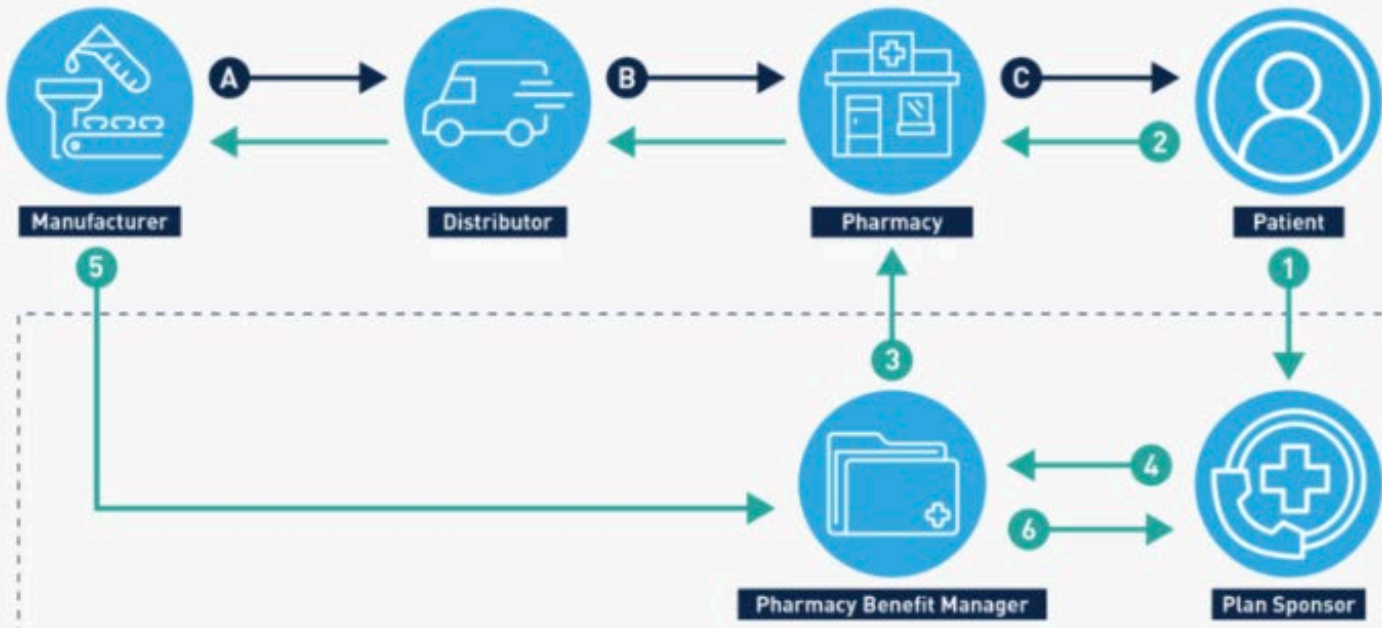 A
B
C
2
Manufacturer
Distributor
Pharmacy
Patient
5
1
3
4
6
Pharmacy Benefit Manager
Plan Sponsor